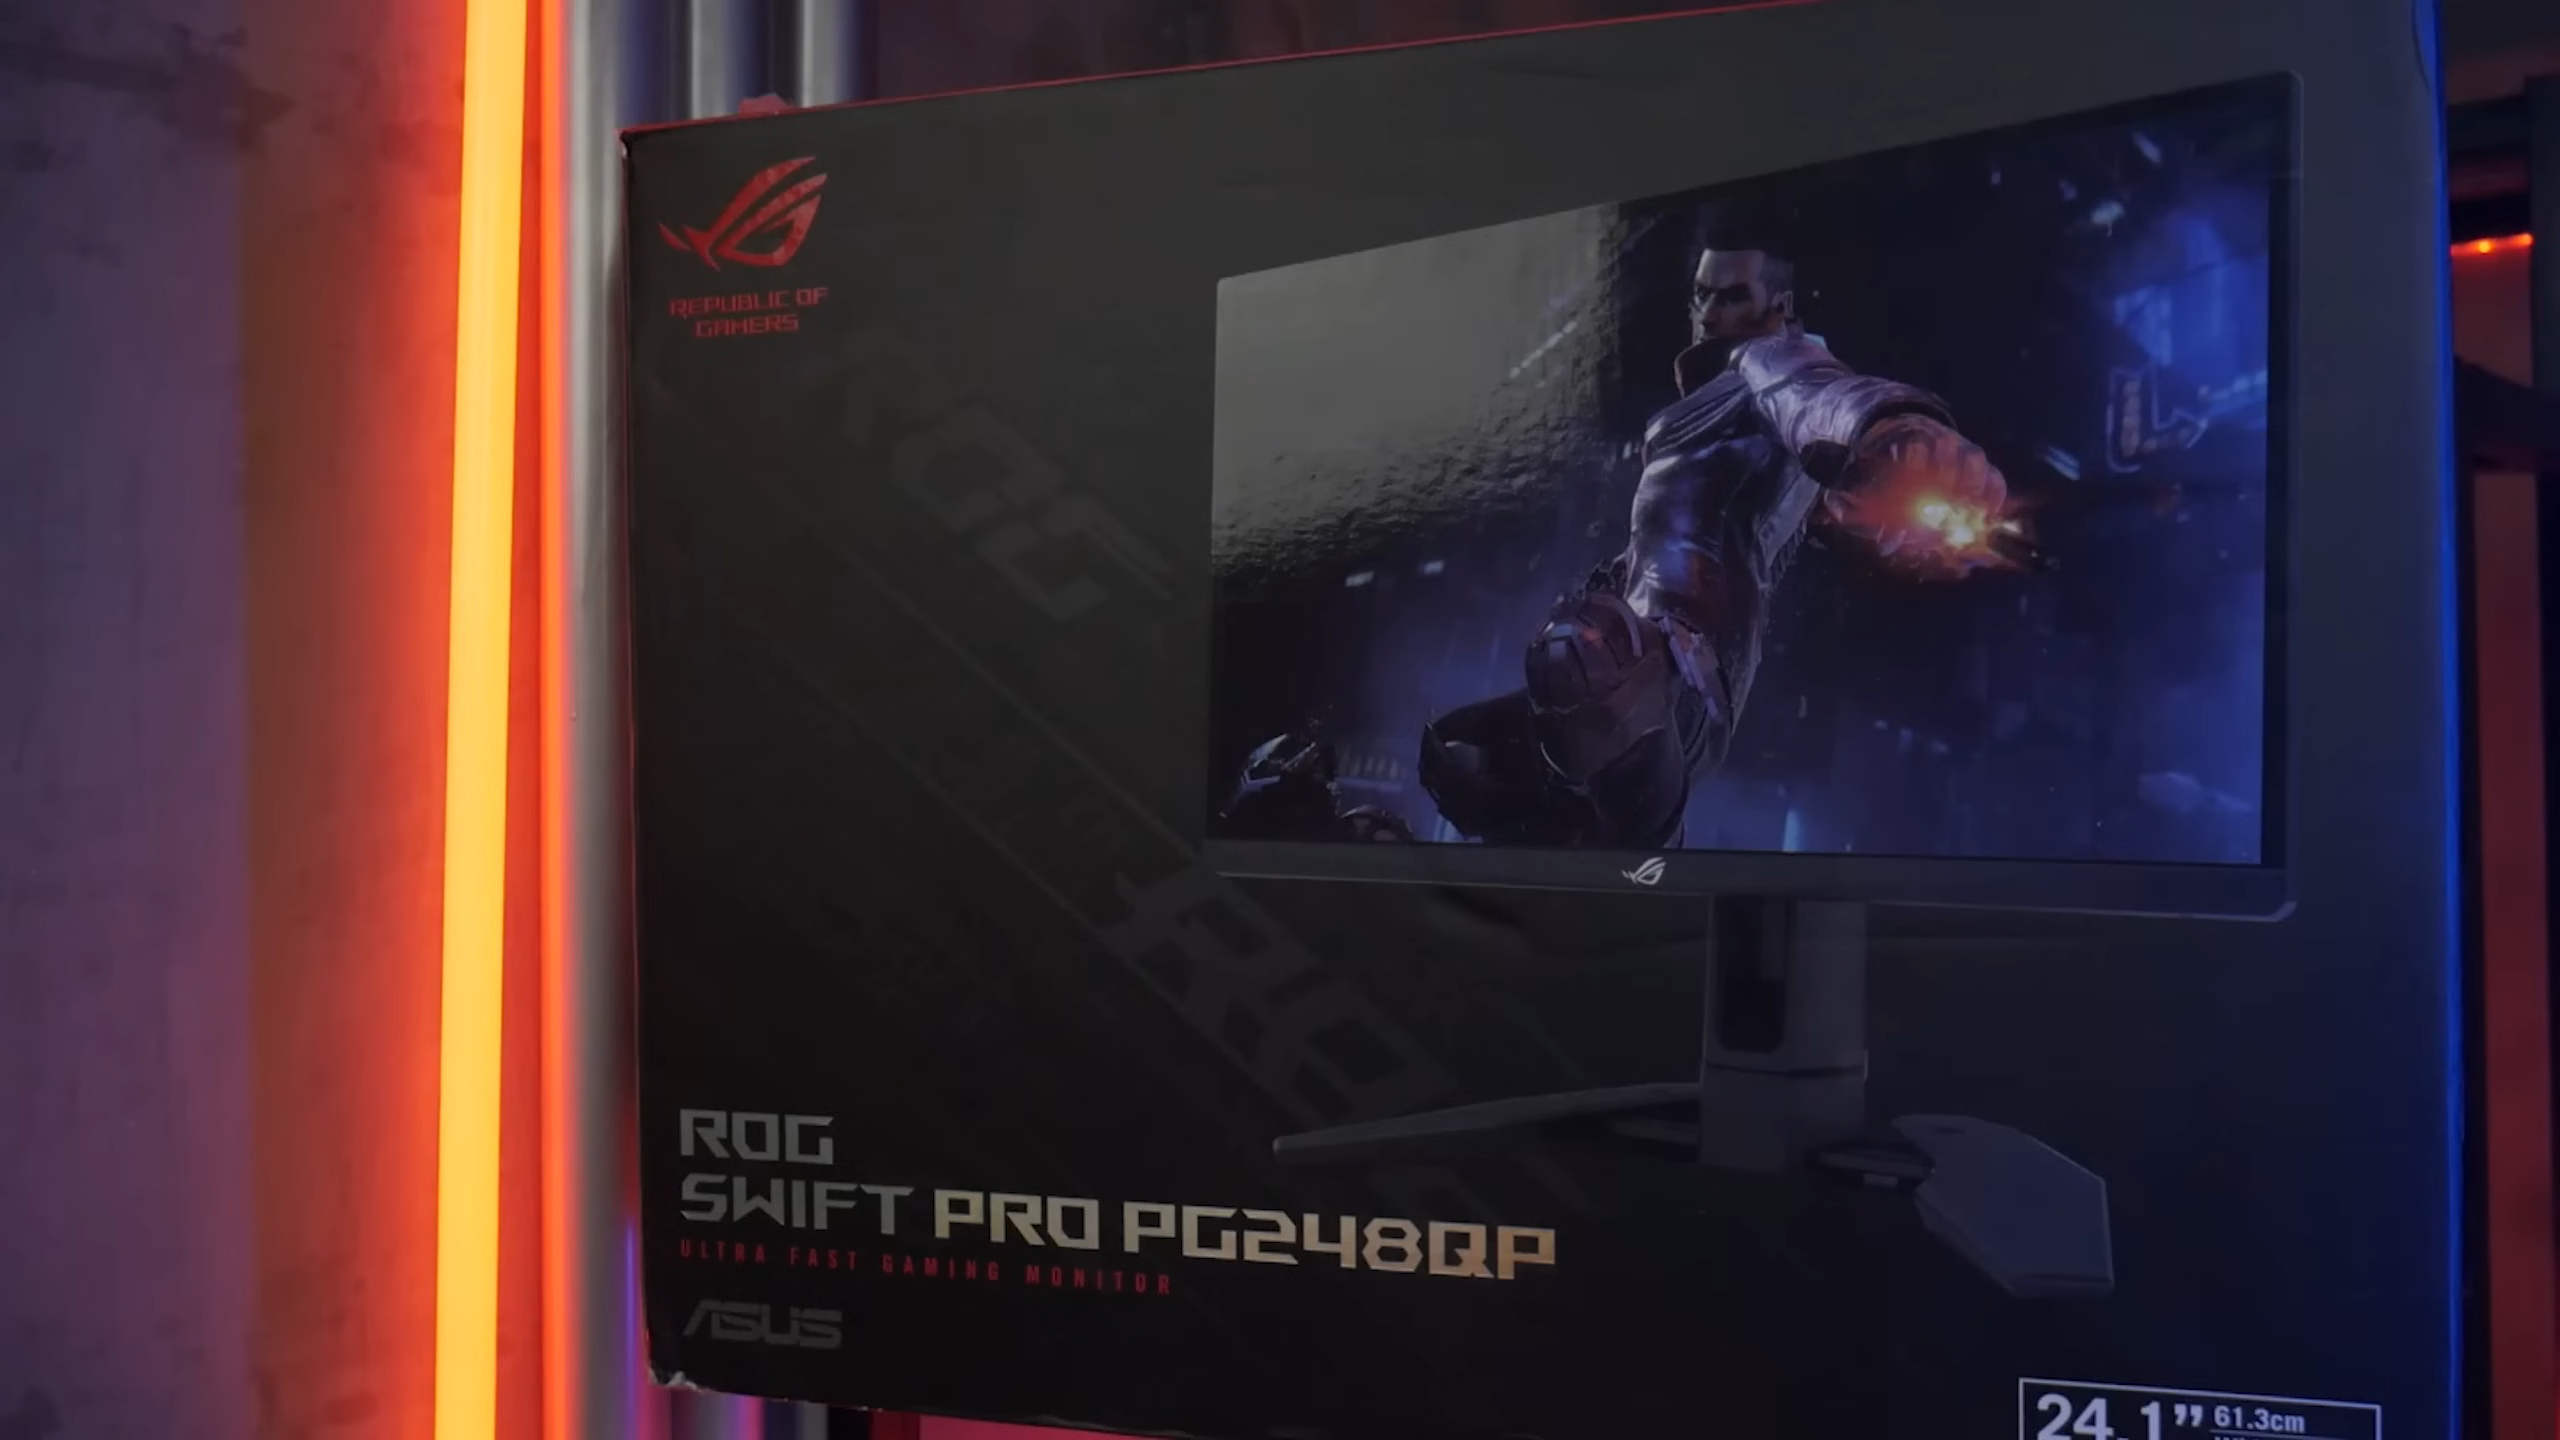 REPUBLIC OF
GAMERS
ROG
SWIFT PRO PG248QP
ULTRA FAST GAMING MONITOR
ASUS
24.1” 61.3cm